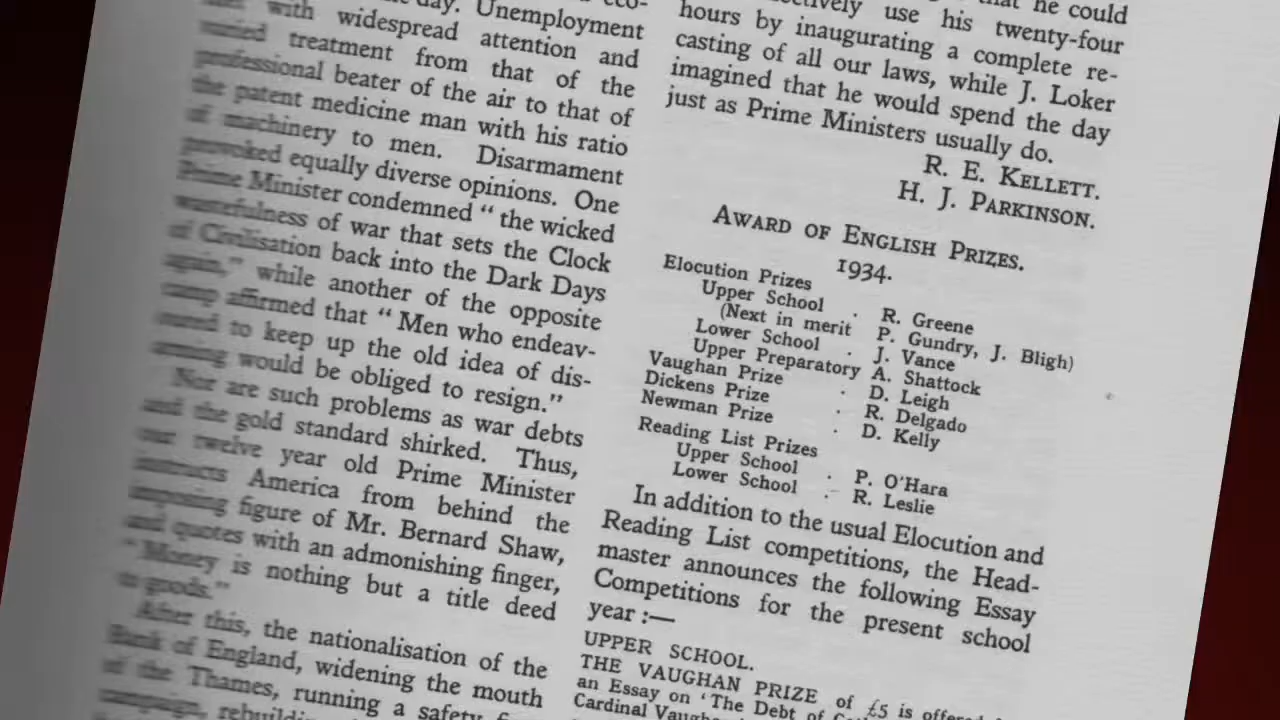 the day. Unemployment
with widespread attention and
treatment from that of the
professional beater of the air to that of
the patent medicine man with his ratio
of machinery to men. Disarmament
provoked equally diverse opinions. One
Prime Minister condemned “ the wicked
wastefulness of war that sets the Clock
of Civilisation back into the Dark Days
again,” while another of the opposite
camp affirmed that “ Men who endeav-
oured to keep up the old idea of dis-
arming would be obliged to resign.”
Nor are such problems as war debts
and the gold standard shirked. Thus,
our twelve year old Prime Minister
instructs America from behind the
imposing figure of Mr. Bernard Shaw,
and quotes with an admonishing finger,
“ Money is nothing but a title deed
to goods.”
After this, the nationalisation of the
Bank of England, widening the mouth
of the Thames, running a safety
campaign,
that he could
use his twenty-four
hours by inaugurating a complete re-
casting of all our laws, while J. Loker
imagined that he would spend the day
just as Prime Ministers usually do.
R. E. KELLETT.
H. J. PARKINSON.
AWARD OF ENGLISH PRIZES.
1934.
Elocution Prizes
Upper School . R. Greene
(Next in merit P. Gundry, J. Bligh)
Lower School . J. Vance
Upper Preparatory A. Shattock
Vaughan Prize . D. Leigh
Dickens Prize . R. Delgado
Newman Prize . D. Kelly
Reading List Prizes
Upper School . P. O'Hara
Lower School . R. Leslie
In addition to the usual Elocution and
Reading List competitions, the Head-
master announces the following Essay
Competitions for the present school
year :—
UPPER SCHOOL.
THE VAUGHAN PRIZE of £5 is offered
an Essay on ‘The Debt of
Cardinal